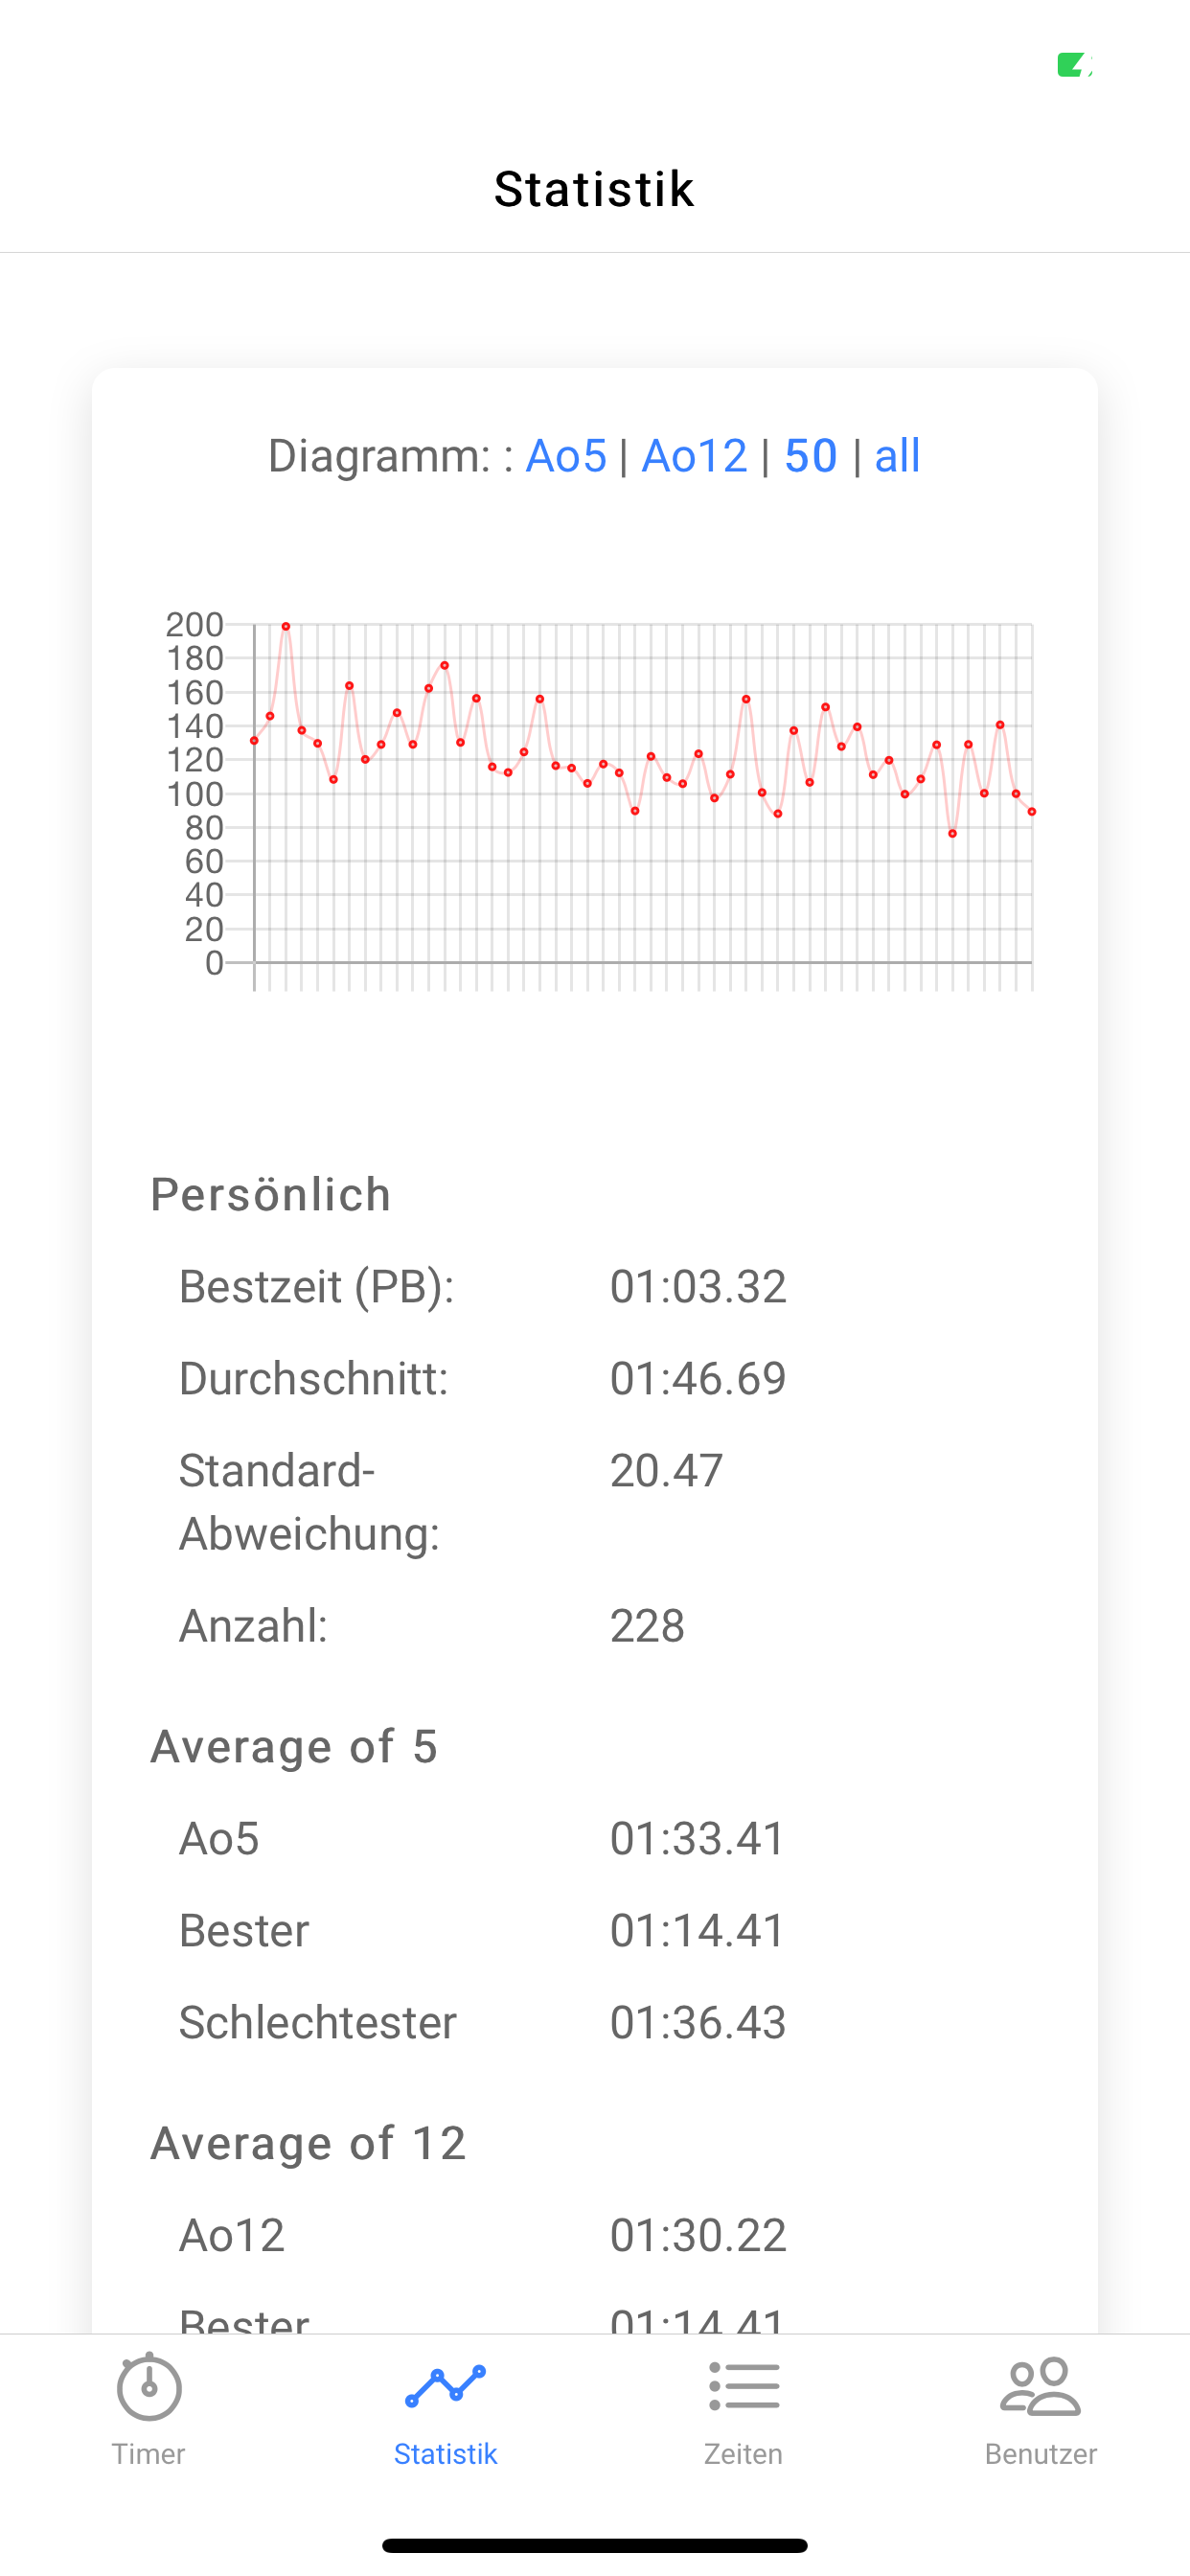 Statistik
Diagramm: : Ao5 | Ao12 | 50 | all
200
180
160
140
120
100
80
60
40
20
0
Persönlich
Bestzeit (PB): 01:03.32
Durchschnitt: 01:46.69
Standard- 20.47
Abweichung:
Anzahl: 228
Average of 5
Ao5 01:33.41
Bester 01:14.41
Schlechtester 01:36.43
Average of 12
Ao12 01:30.22
Bester 01:14.41
Timer Statistik Zeiten Benutzer